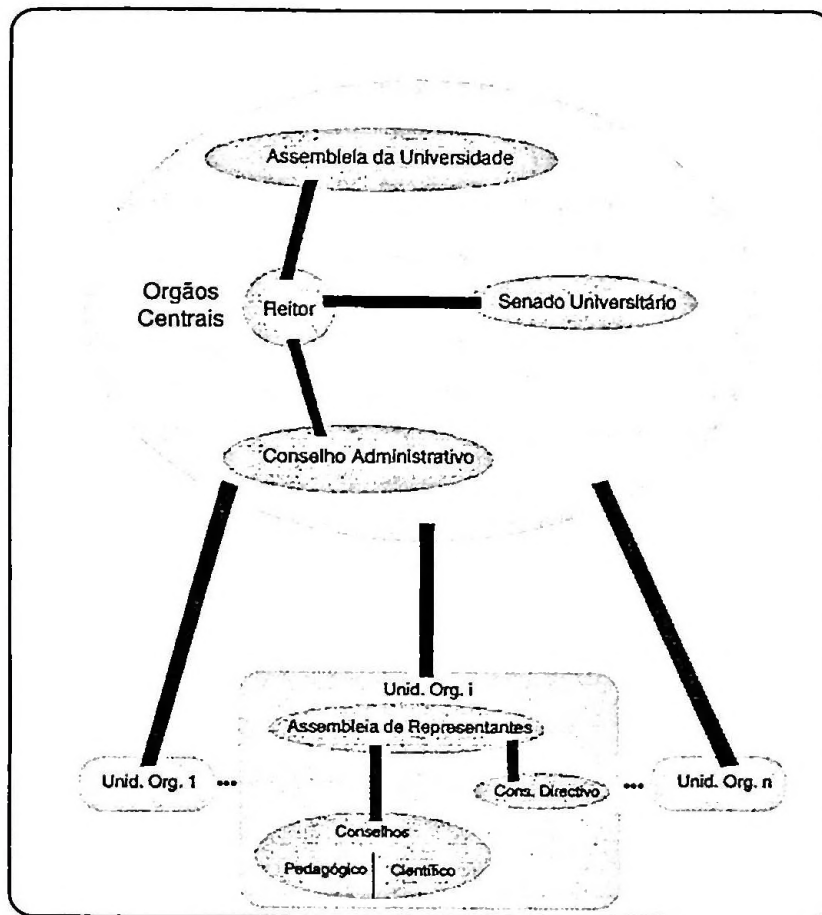 Assembleia da Universidade
Orgãos
Centrais
Reitor
Senado Universitário
Conselho Administrativo
Unid. Org. i
Assembleia de Representantes
Unid. Org. 1 ...
Cons. Directivo
... Unid. Org. n
Conselhos
Pedagógico
Científico